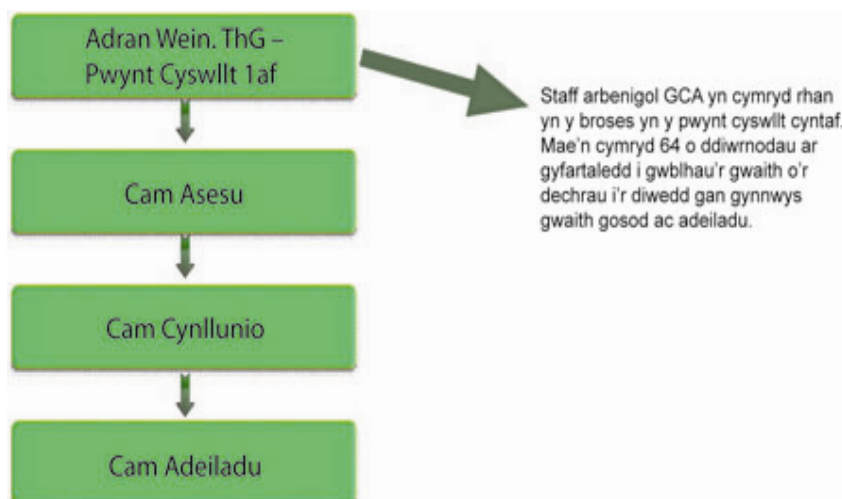 Adran Wein. ThG –
Pwynt Cyswllt 1af
Staff arbenigol GCA yn cymryd rhan
yn y broses yn y pwynt cyswllt cyntaf.
Mae'n cymryd 64 o ddiwrnodau ar
gyfartaledd i gwblhau'r gwaith o'r
dechrau i'r diwedd gan gynnwys
gwaith gosod ac adeiladu.
Cam Asesu
Cam Cynllunio
Cam Adeiladu